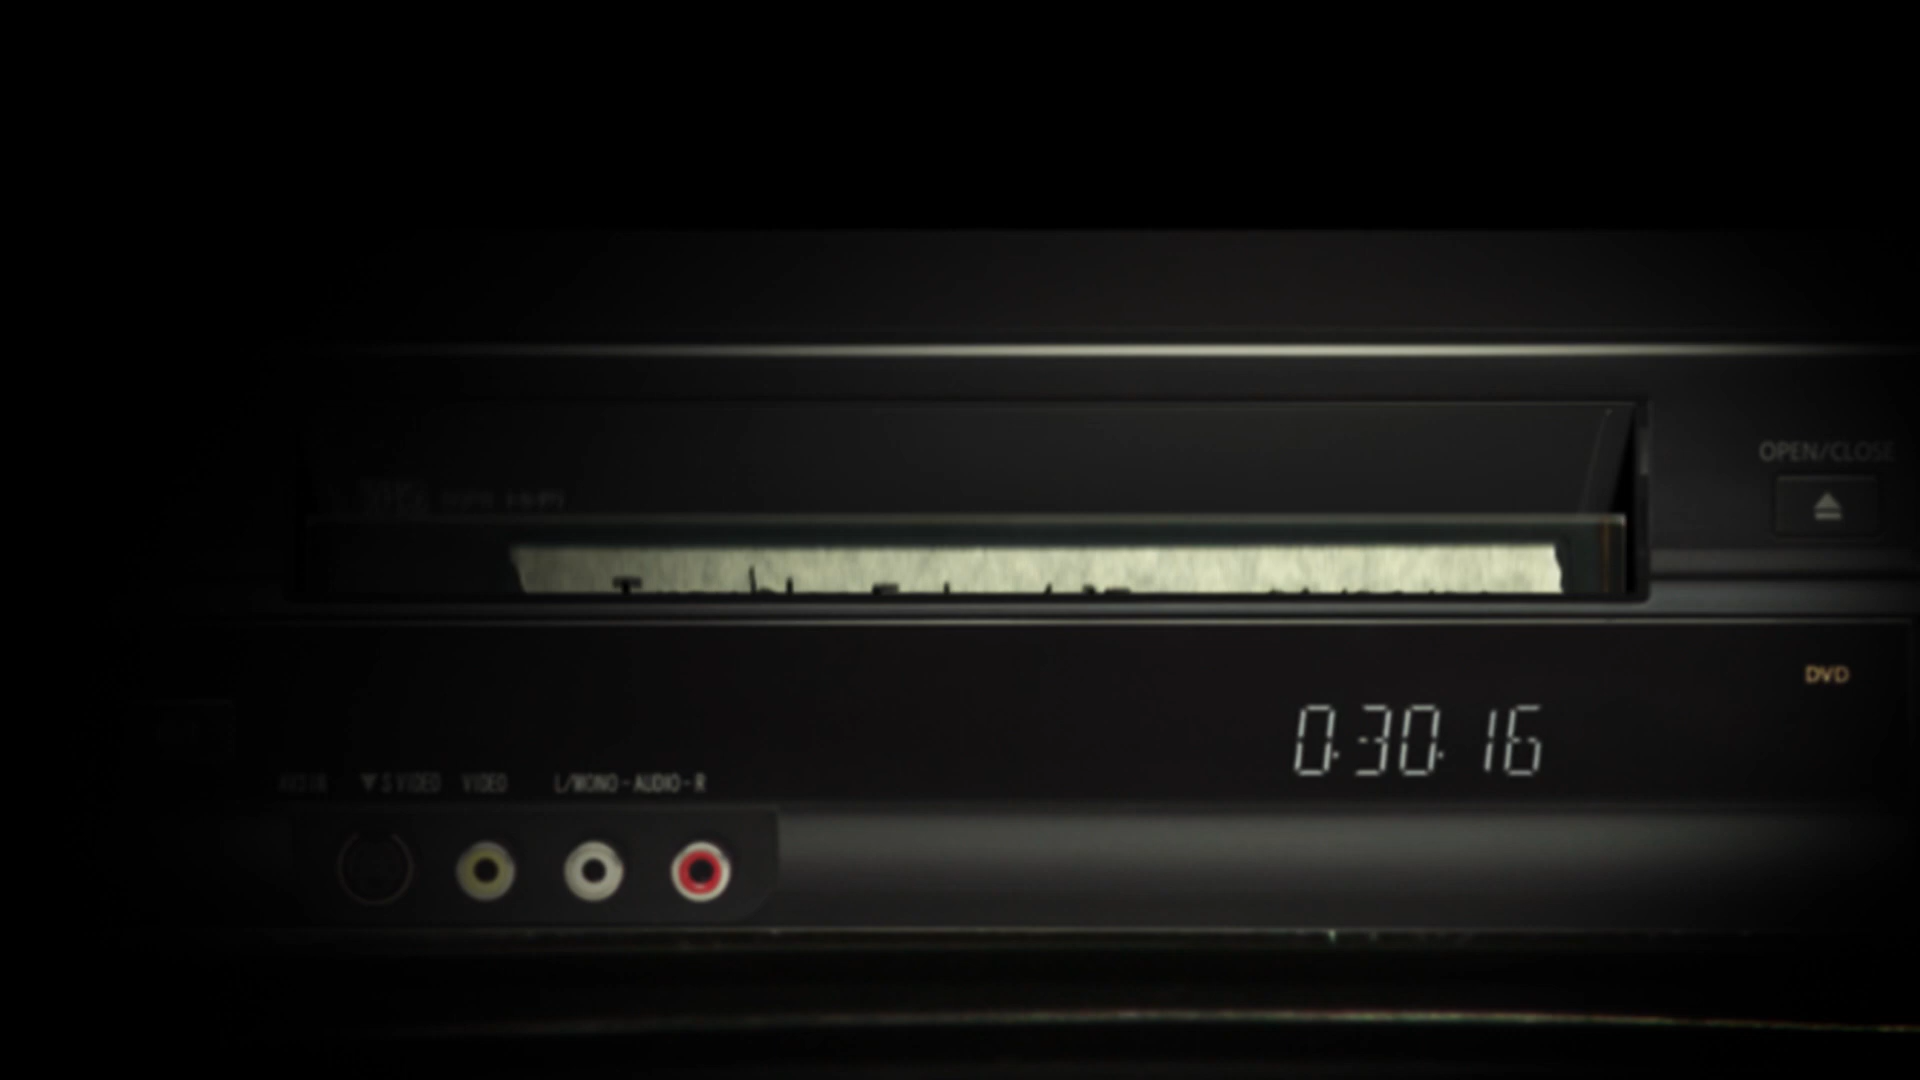 OPEN/CLOSE
DVD
0:30:16
S VIDEO VIDEO L/MONO-AUDIO-R